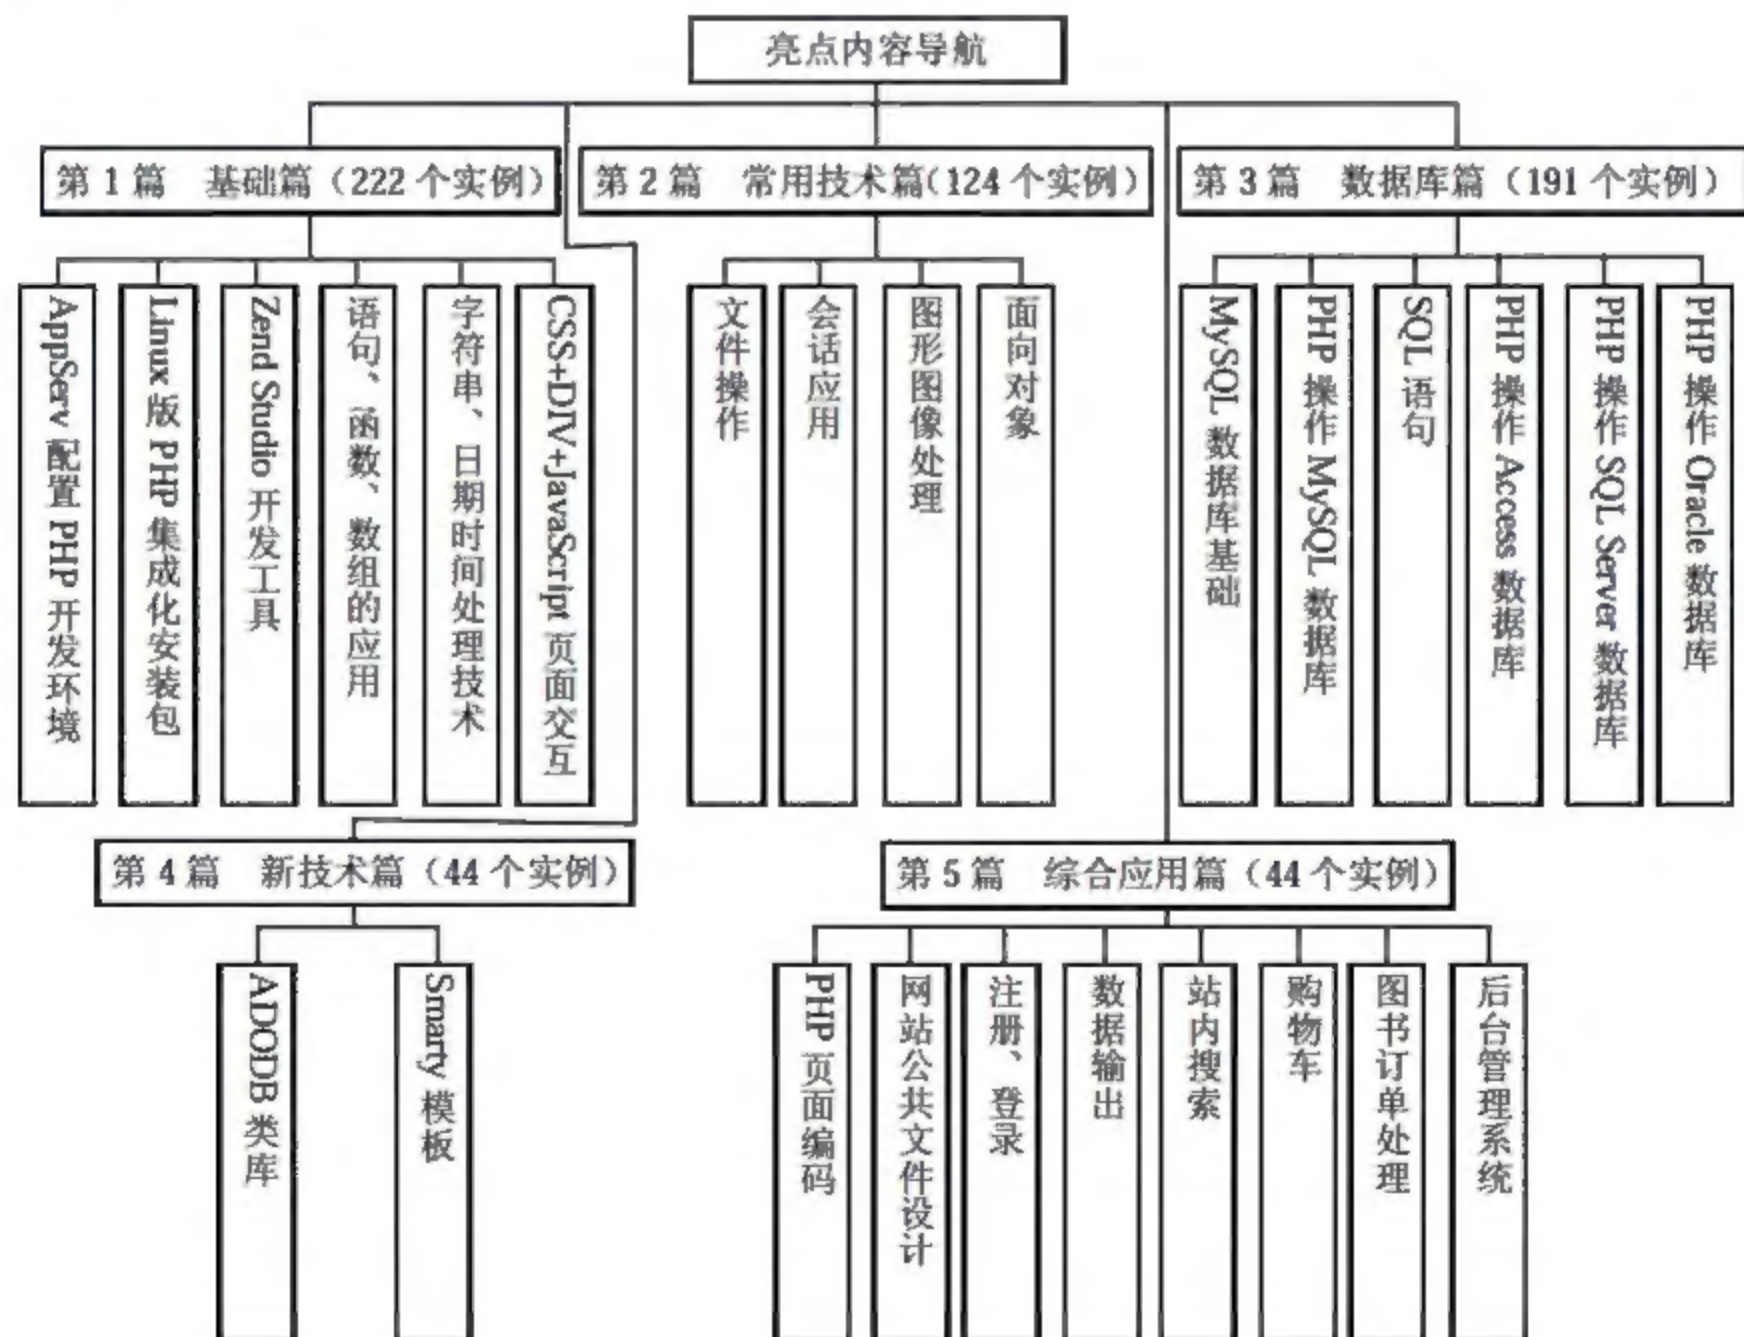 亮点内容导航
第 1 篇 基础篇（222 个实例）
第 2 篇 常用技术篇（124 个实例）
第 3 篇 数据库篇（191 个实例）
AppServ 配置 PHP 开发环境
Linux 版 PHP 集成化安装包
Zend Studio 开发工具
语句、函数、数组的应用
字符串、日期时间处理技术
CSS+DIV+JavaScript 页面交互
文件操作
会话应用
图形图像处理
面向对象
MySQL 数据库基础
PHP 操作 MySQL 数据库
SQL 语句
PHP 操作 Access 数据库
PHP 操作 SQL Server 数据库
PHP 操作 Oracle 数据库
第 4 篇 新技术篇（44 个实例）
第 5 篇 综合应用篇（44 个实例）
ADODB 类库
Smarty 模板
PHP 页面编码
网站公共文件设计
注册、登录
数据输出
站内搜索
购物车
图书订单处理
后台管理系统